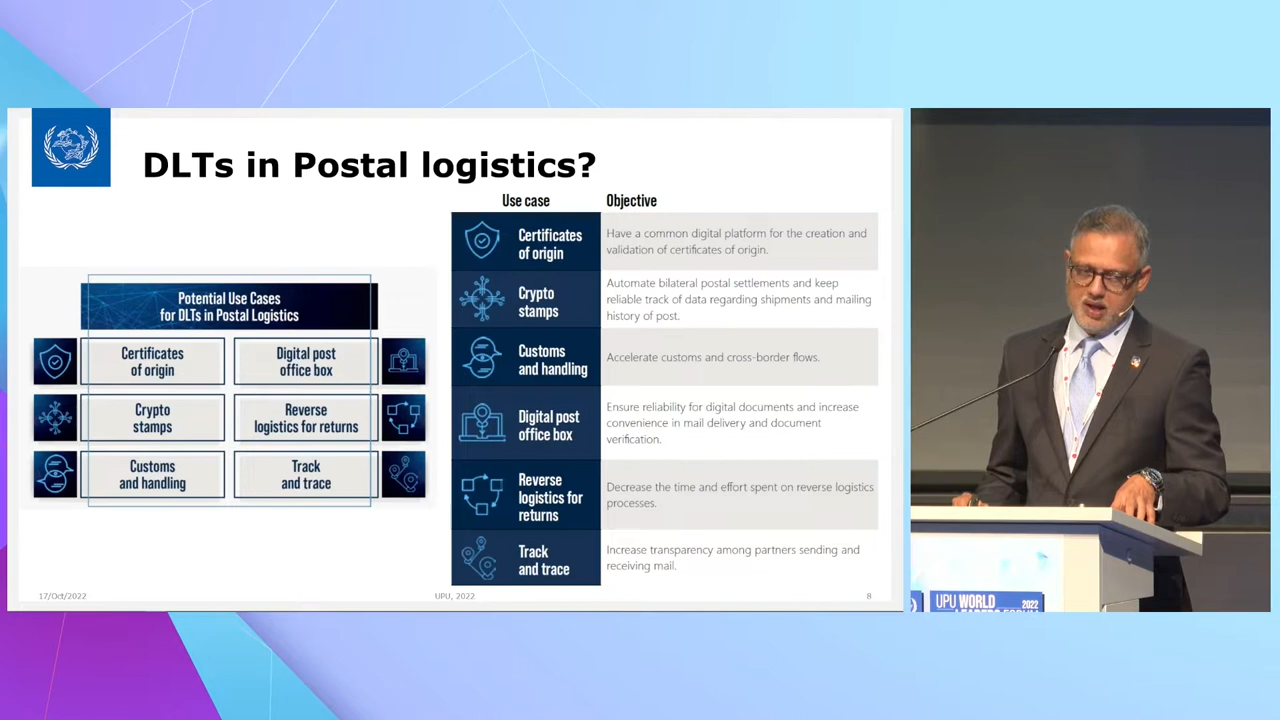 DLTs in Postal logistics?
Potential Use Cases
for DLTs in Postal Logistics
Certificates
of origin
Digital post
office box
Crypto
stamps
Reverse
logistics for returns
Customs
and handling
Track
and trace
Use case
Objective
Certificates
of origin
Have a common digital platform for the creation and
validation of certificates of origin.
Crypto
stamps
Automate bilateral postal settlements and keep
reliable track of data regarding shipments and mailing
history of post.
Customs
and handling
Accelerate customs and cross-border flows.
Digital post
office box
Ensure reliability for digital documents and increase
convenience in mail delivery and document
verification.
Reverse
logistics for
returns
Decrease the time and effort spent on reverse logistics
processes.
Track
and trace
Increase transparency among partners sending and
receiving mail.
17/Oct/2022
UPU, 2022
8
UPU WORLD 2022